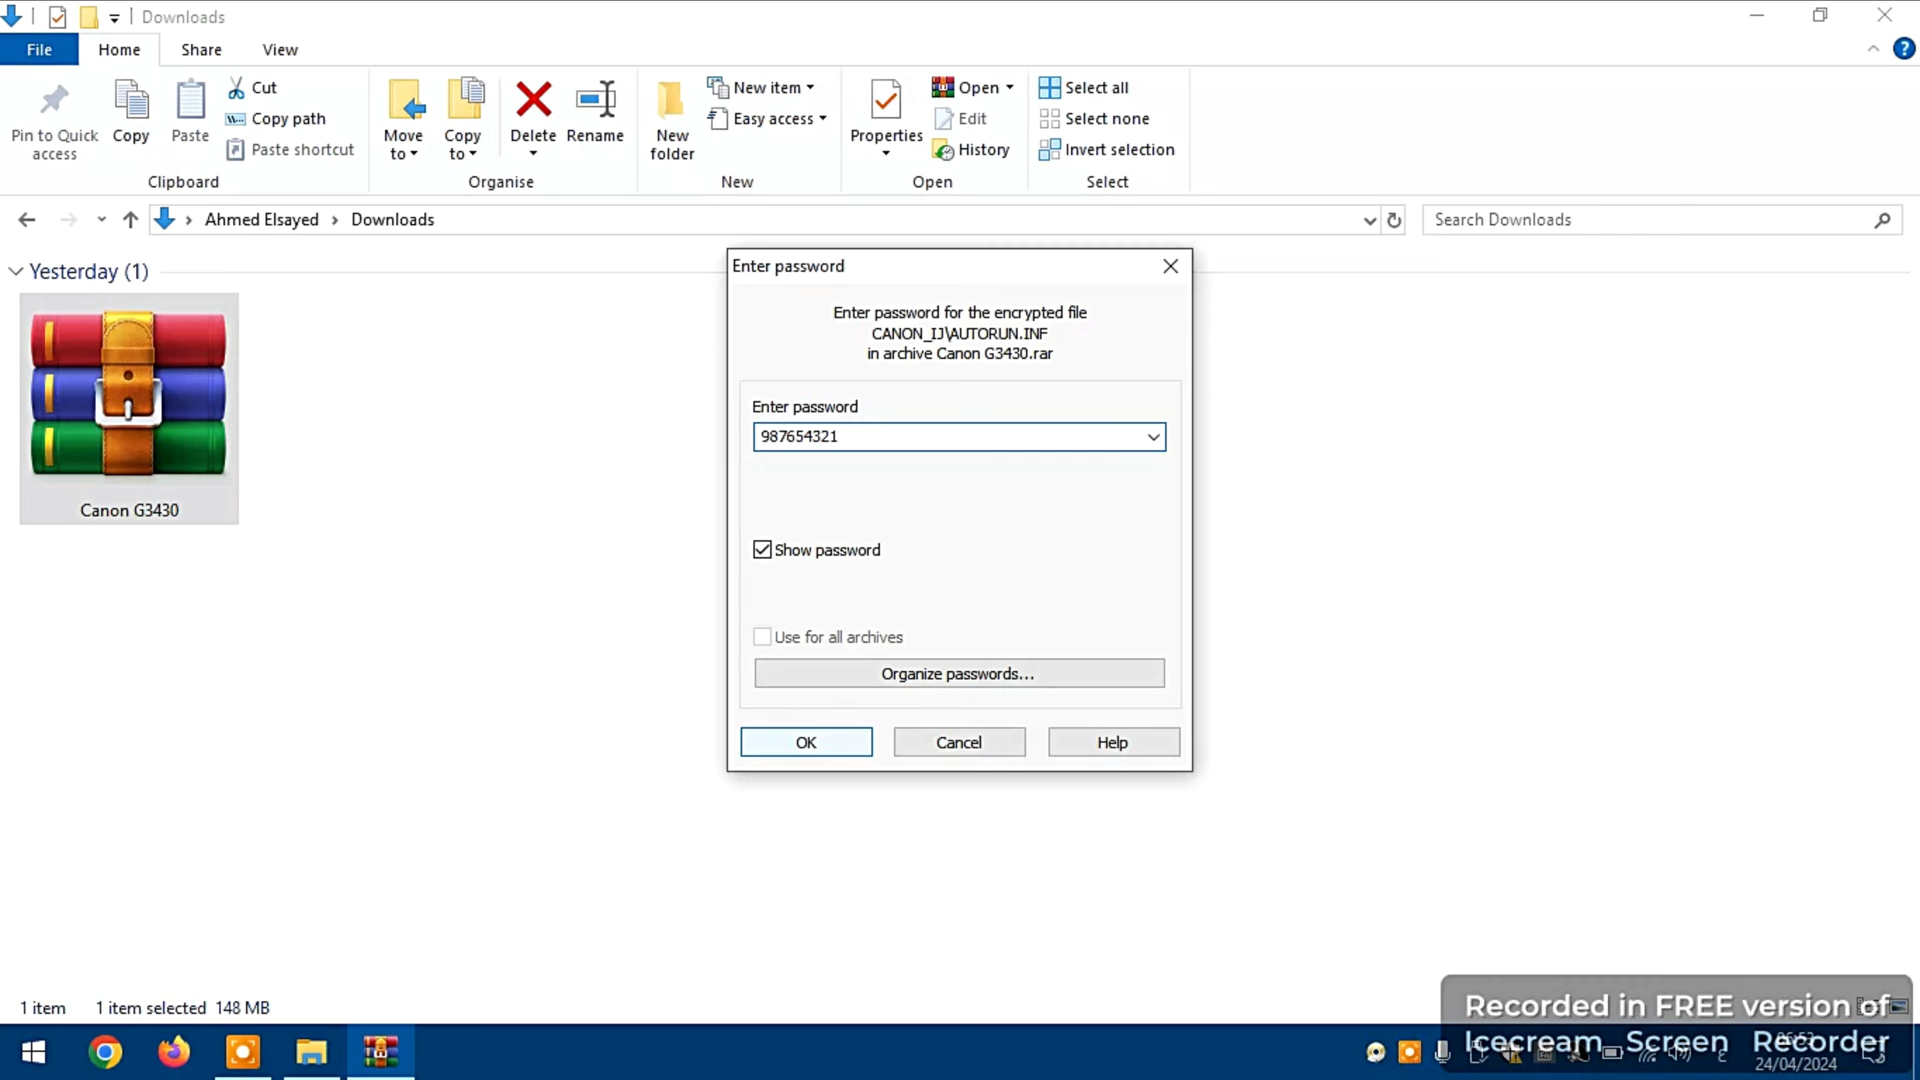 Downloads
File
Home
Share
View
Pin to Quick access
Copy
Paste
Cut
Copy path
Paste shortcut
Clipboard
Move to
Copy to
Delete
Rename
Organise
New folder
New item
Easy access
New
Properties
Open
Edit
History
Open
Select all
Select none
Invert selection
Select
Ahmed Elsayed > Downloads
Search Downloads
Yesterday (1)
Canon G3430
Enter password
Enter password for the encrypted file
CANON_IJ\AUTORUN.INF
in archive Canon G3430.rar
Enter password
987654321
Show password
Use for all archives
Organize passwords...
OK
Cancel
Help
1 item
1 item selected 148 MB
Recorded in FREE version of
Icecream Screen Recorder
24/04/2024